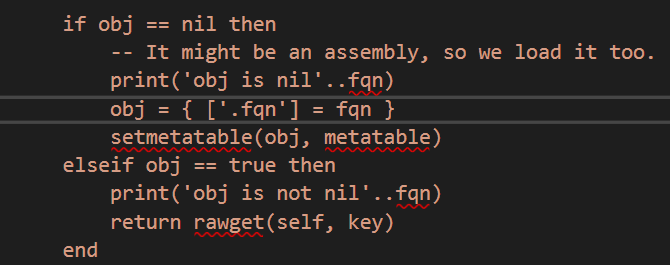 if obj == nil then
    -- It might be an assembly, so we load it too.
    print('obj is nil'..fqn)
    obj = { ['.fqn'] = fqn }
    setmetatable(obj, metatable)
elseif obj == true then
    print('obj is not nil'..fqn)
    return rawget(self, key)
end